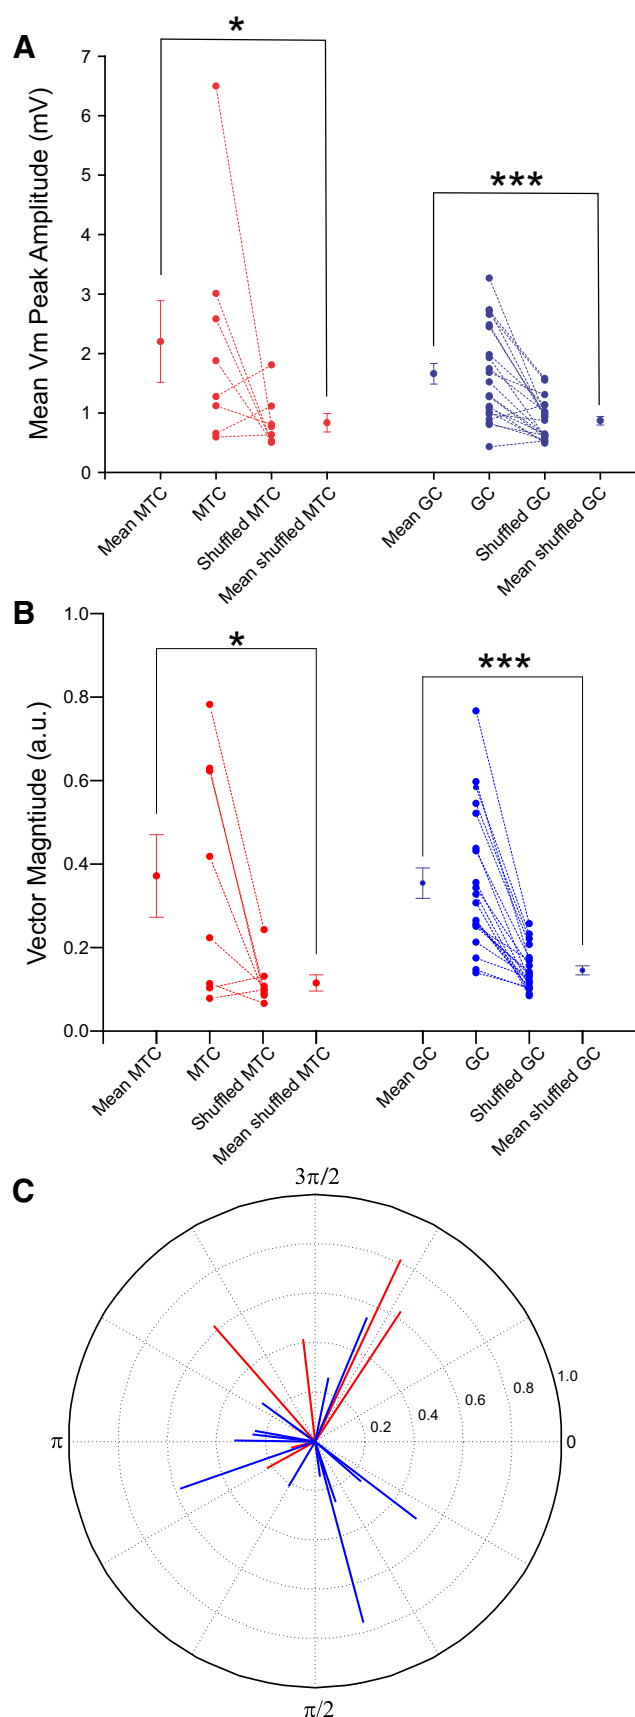 A
*
7
6
5
4
3
2
1
0
Mean Vm Peak Amplitude (mV)
***
Mean MTC
MTC
Shuffled MTC
Mean shuffled MTC
Mean GC
GC
Shuffled GC
Mean shuffled GC
B
1.0
0.8
0.6
0.4
0.2
0.0
Vector Magntiude (a.u.)
*
***
Mean MTC
MTC
Shuffled MTC
Mean shuffled MTC
Mean GC
GC
Shuffled GC
Mean shuffled GC
C
3π/2
1.0
0.8
0.6
0.4
0.2
π
0
π/2